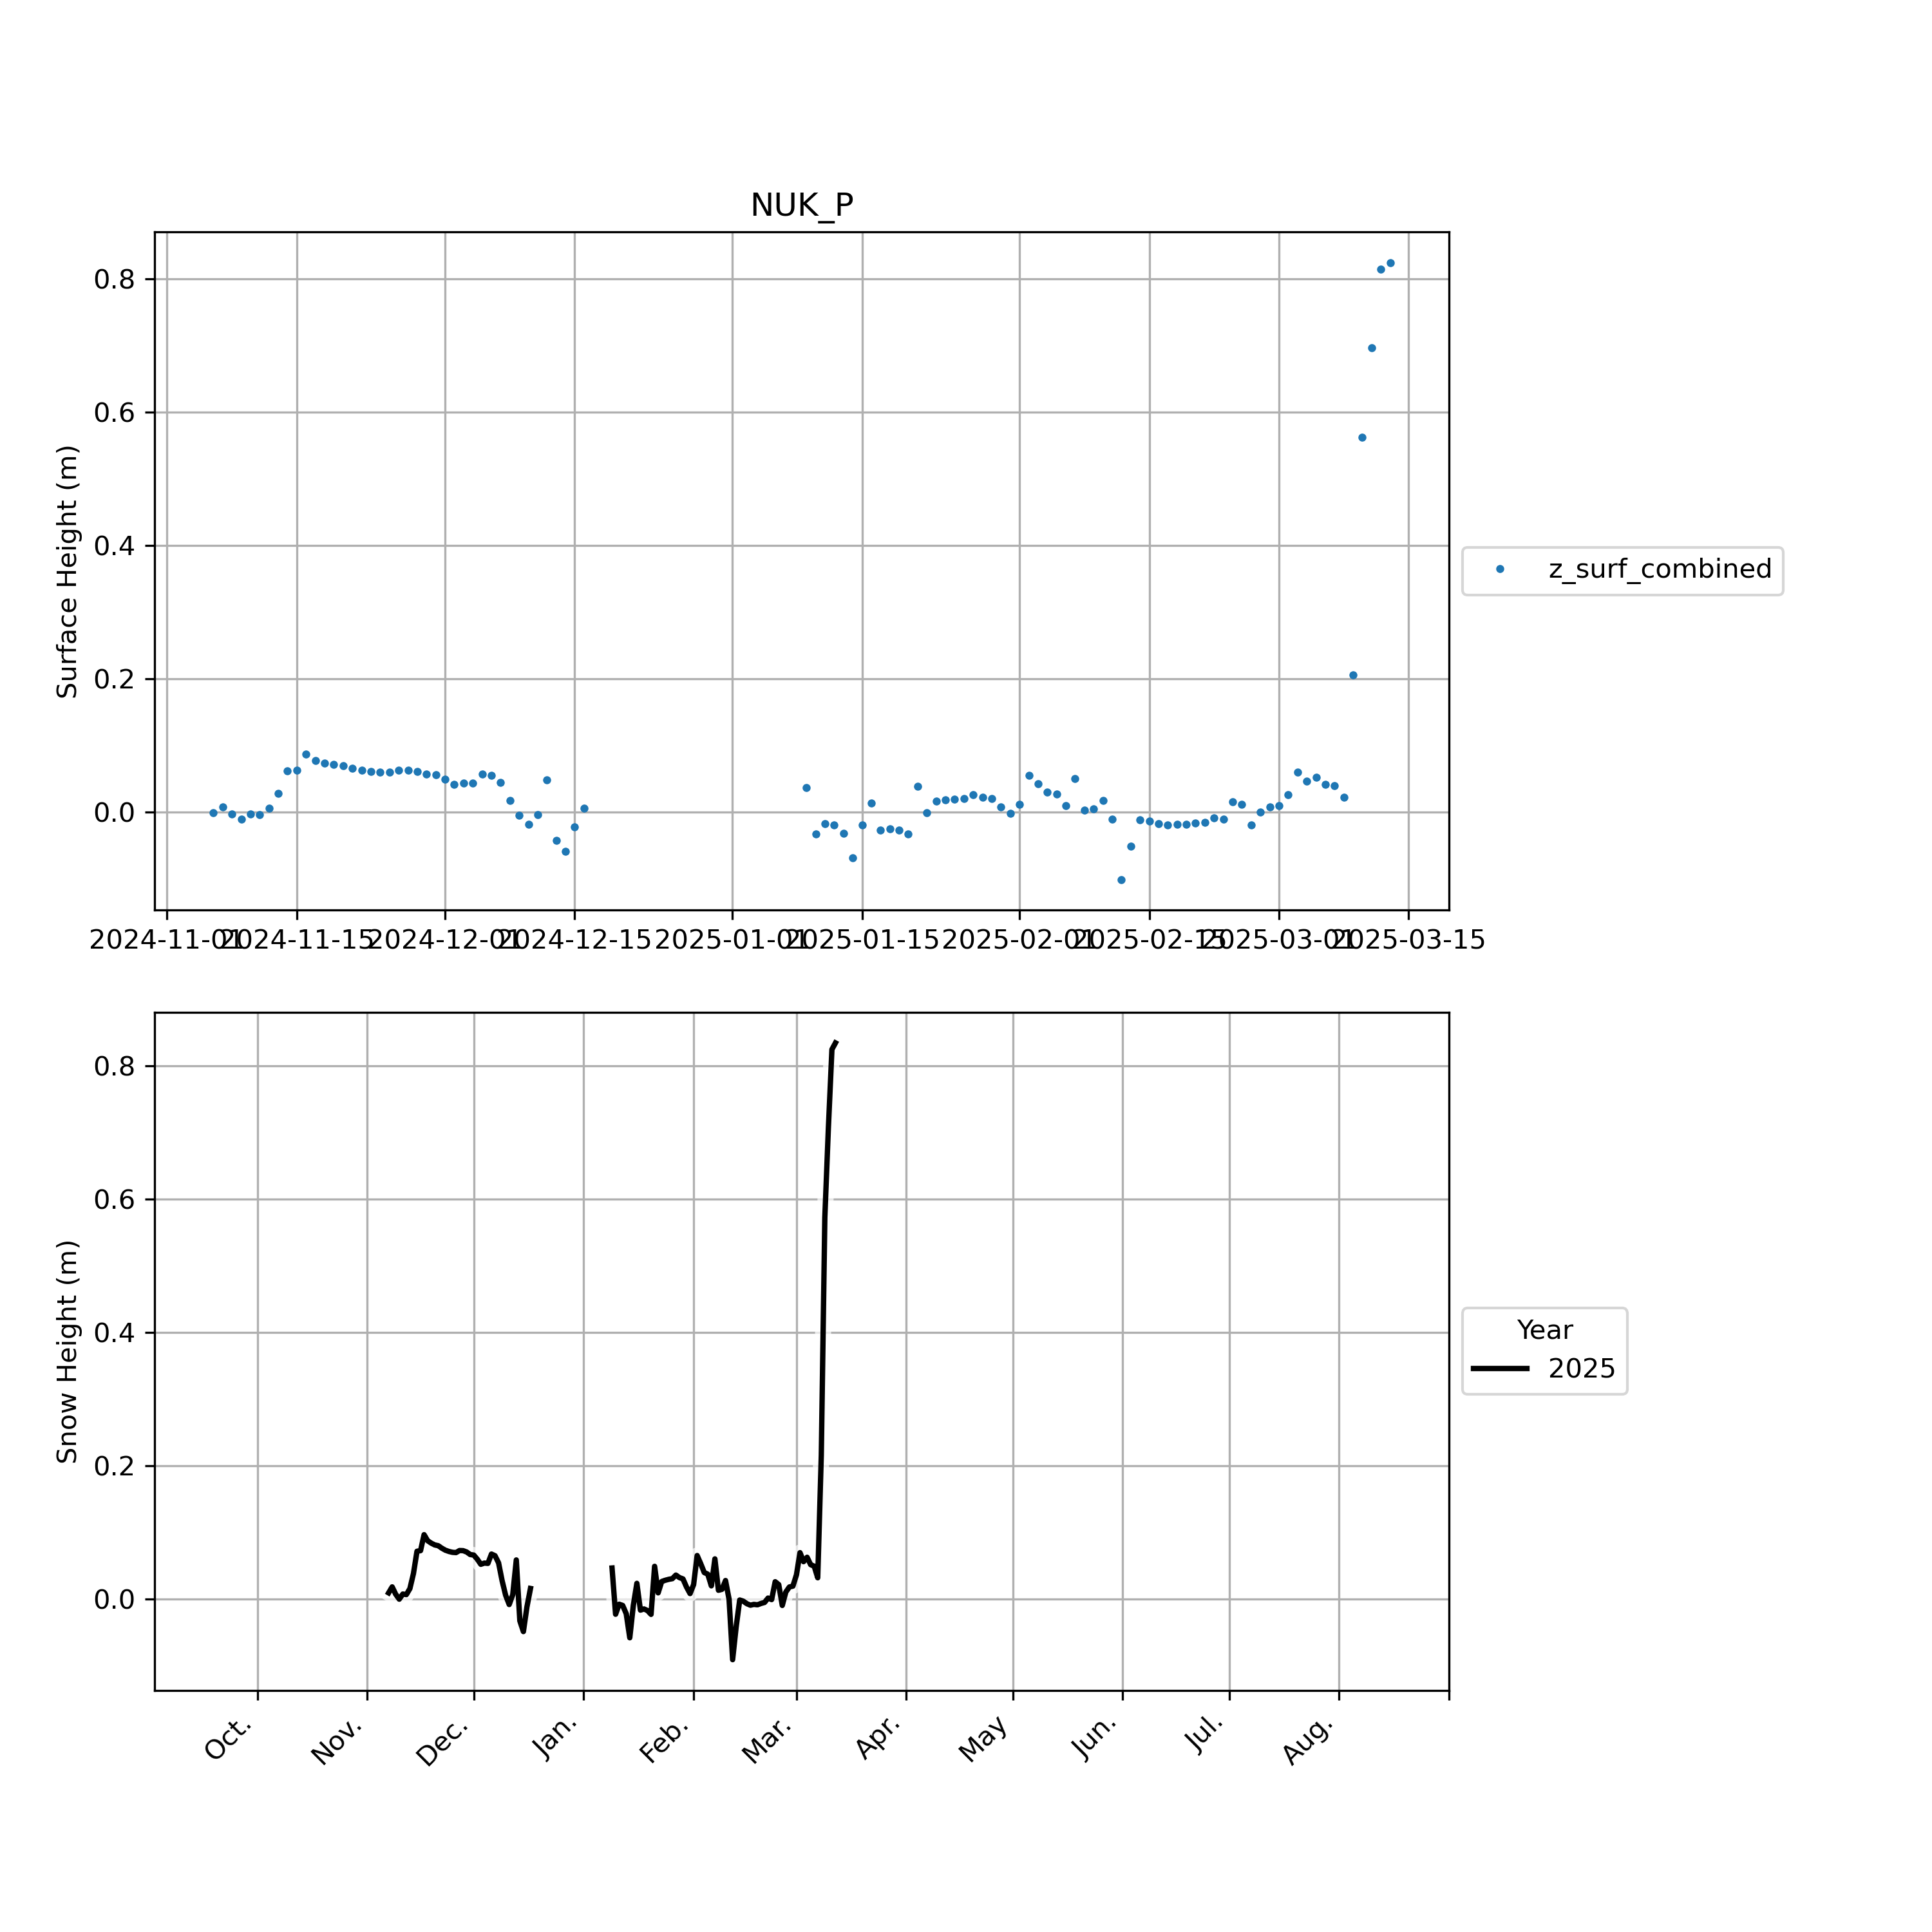 NUK_P
0.8
0.6
0.4
0.2
0.0
Surface Height (m)
z_surf_combined
2024-11-01 2024-11-15 2024-12-01 2024-12-15 2025-01-01 2025-01-15 2025-02-01 2025-02-15 2025-03-01 2025-03-15
0.8
0.6
0.4
0.2
0.0
Snow Height (m)
Year
2025
Oct. Nov. Dec. Jan. Feb. Mar. Apr. May Jun. Jul. Aug.